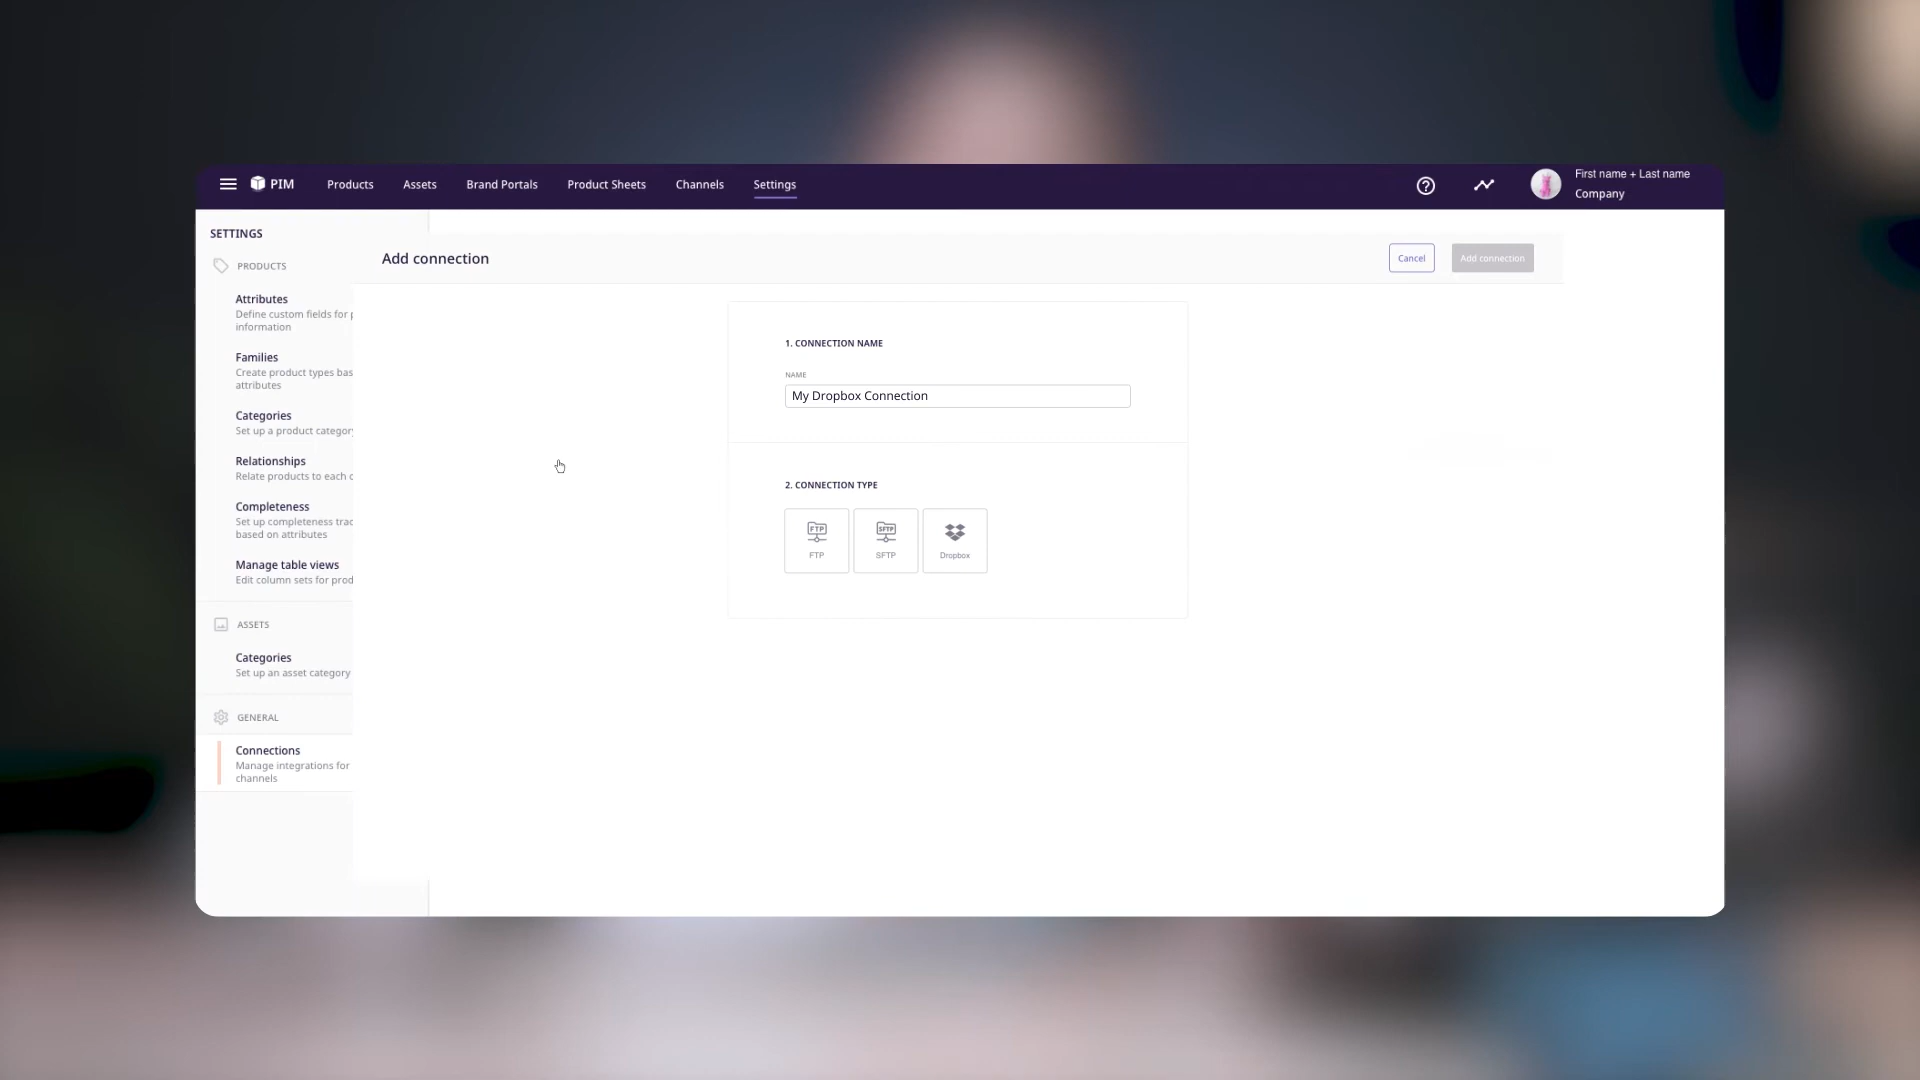 PIM
Products
Assets
Brand Portals
Product Sheets
Channels
Settings
First name + Last name
Company
SETTINGS
PRODUCTS
Attributes
Define custom fields for
information
Families
Create product types
attributes
Categories
Set up a product category
Relationships
Relate products to each
Completeness
Set up completeness
based on attributes
Manage table views
Edit column sets for
ASSETS
Categories
Set up an asset category
GENERAL
Connections
Manage integrations for
channels
Add connection
Cancel
Add connection
1. CONNECTION NAME
NAME
My Dropbox Connection
2. CONNECTION TYPE
FTP
FTP
SFTP
SFTP
Dropbox